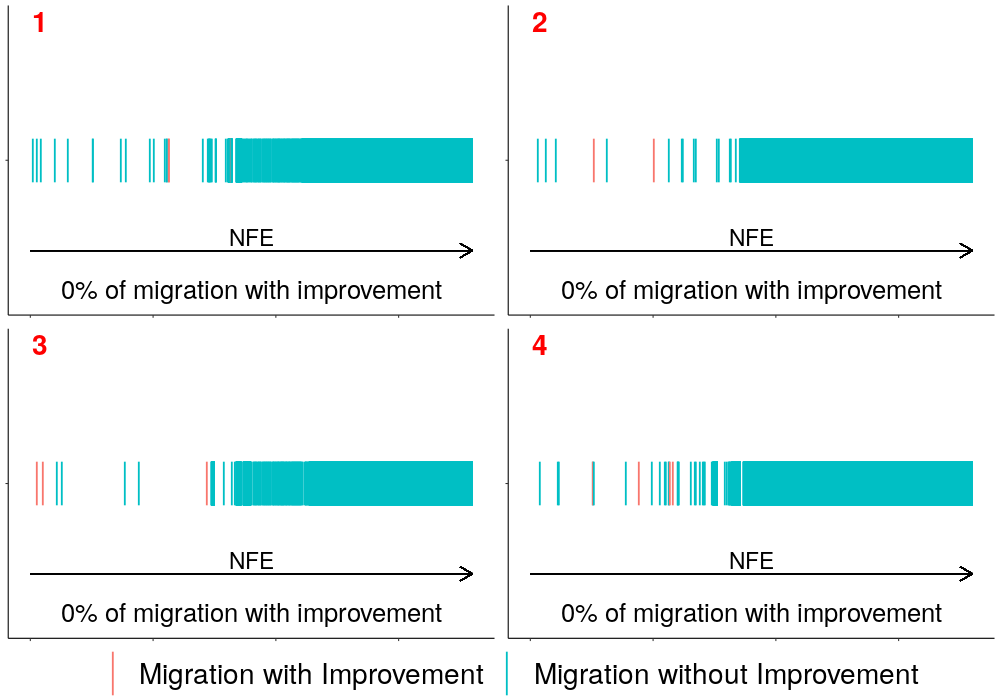 1
NFE
0% of migration with improvement
2
NFE
0% of migration with improvement
3
NFE
0% of migration with improvement
4
NFE
0% of migration with improvement
Migration with Improvement
Migration without Improvement